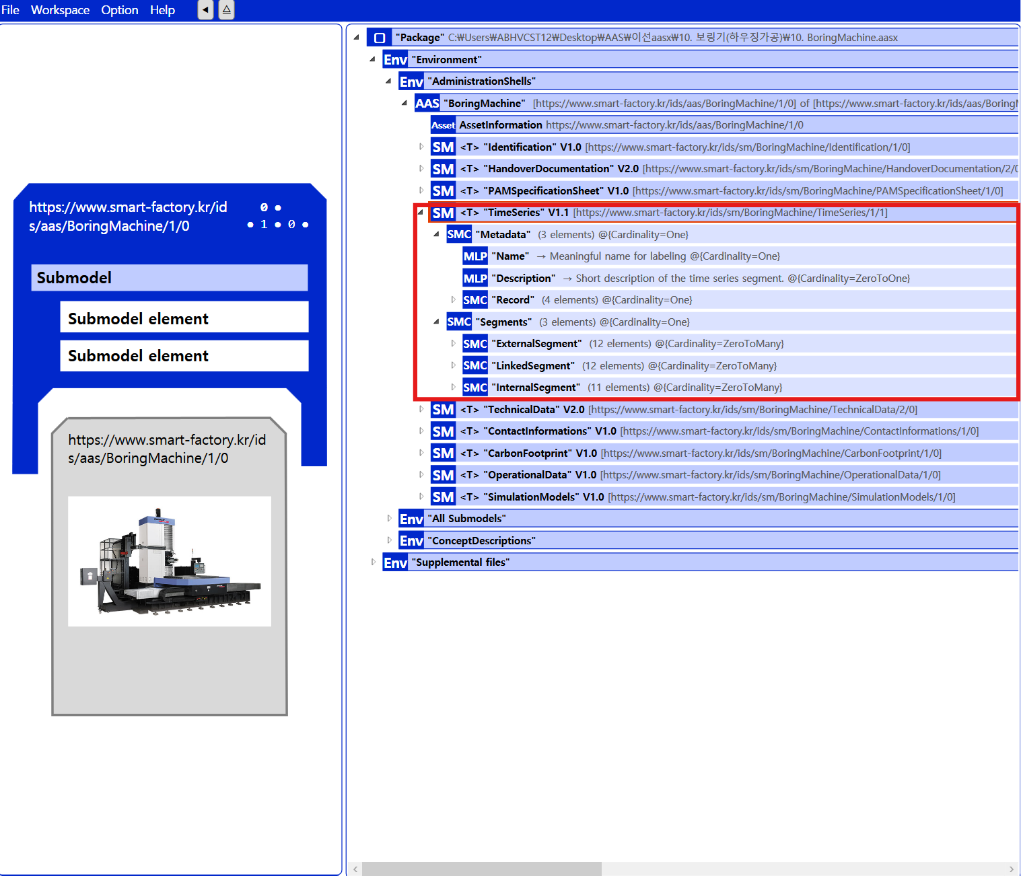 File Workspace Option Help
https://www.smart-factory.kr/id
s/aas/BoringMachine/1/0
0
1 0
Submodel
Submodel element
Submodel element
https://www.smart-factory.kr/id
s/aas/BoringMachine/1/0
"Package" C:₩Users₩ABHVCST12₩Desktop₩AAS₩이선aasx₩10. 보링기(하우징가공)₩10. BoringMachine.aasx
Env "Environment"
Env "AdministrationShells"
AAS "BoringMachine" [https://www.smart-factory.kr/ids/aas/BoringMachine/1/0] of [https://www.smart-factory.kr/ids/aas/BoringM
Asset AssetInformation https://www.smart-factory.kr/ids/aas/BoringMachine/1/0
SM <T> "Identification" V1.0 [https://www.smart-factory.kr/ids/sm/BoringMachine/Identification/1/0]
SM <T> "HandoverDocumentation" V2.0 [https://www.smart-factory.kr/ids/sm/BoringMachine/HandoverDocumentation/2/0
SM <T> "PAMSpecificationSheet" V1.0 [https://www.smart-factory.kr/ids/sm/BoringMachine/PAMSpecificationSheet/1/0]
SM <T> "TimeSeries" V1.1 [https://www.smart-factory.kr/ids/sm/BoringMachine/TimeSeries/1/1]
SMC "Metadata" (3 elements) @{Cardinality=One}
MLP "Name" → Meaningful name for labeling @{Cardinality=One}
MLP "Description" → Short description of the time series segment. @{Cardinality=ZeroToOne}
SMC "Record" (4 elements) @{Cardinality=One}
SMC "Segments" (3 elements) @{Cardinality=One}
SMC "ExternalSegment" (12 elements) @{Cardinality=ZeroToMany}
SMC "LinkedSegment" (12 elements) @{Cardinality=ZeroToMany}
SMC "InternalSegment" (11 elements) @{Cardinality=ZeroToMany}
SM <T> "TechnicalData" V2.0 [https://www.smart-factory.kr/ids/sm/BoringMachine/TechnicalData/2/0]
SM <T> "ContactInformations" V1.0 [https://www.smart-factory.kr/ids/sm/BoringMachine/ContactInformations/1/0]
SM <T> "CarbonFootprint" V1.0 [https://www.smart-factory.kr/ids/sm/BoringMachine/CarbonFootprint/1/0]
SM <T> "OperationalData" V1.0 [https://www.smart-factory.kr/ids/sm/BoringMachine/OperationalData/1/0]
SM <T> "SimulationModels" V1.0 [https://www.smart-factory.kr/ids/sm/BoringMachine/SimulationModels/1/0]
Env "All Submodels"
Env "ConceptDescriptions"
Env "Supplemental files"